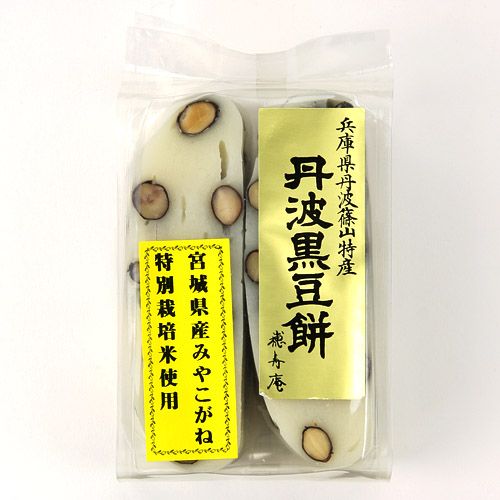 兵庫県丹波篠山特産
丹波黒豆餅
穂寿庵
宮城県産みやこがね
特別栽培米使用